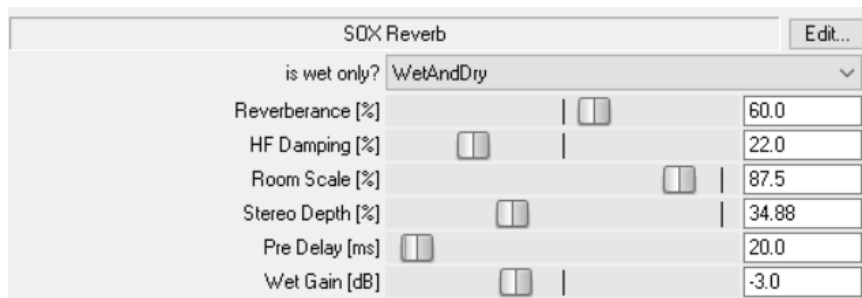 SOX Reverb Edit...
is wet only? WetAndDry
Reverberance [%] 60.0
HF Damping [%] 22.0
Room Scale [%] 87.5
Stereo Depth [%] 34.88
Pre Delay [ms] 20.0
Wet Gain [dB] -3.0